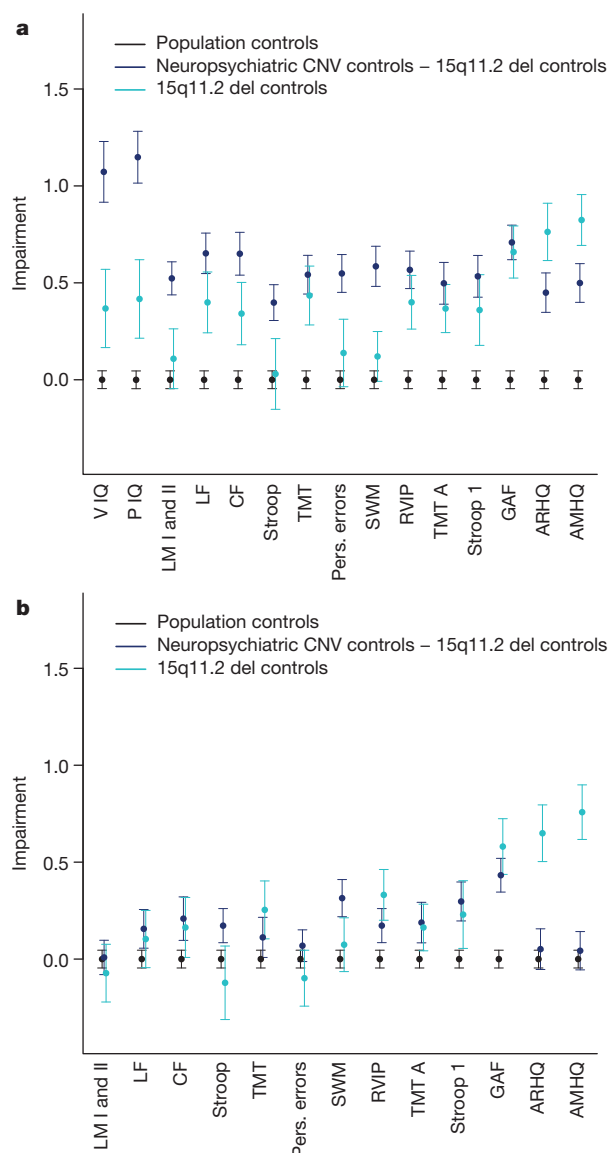 a
Population controls
Neuropsychiatric CNV controls – 15q11.2 del controls
15q11.2 del controls
1.5
1.0
0.5
0.0
Impairment
V IQ
P IQ
LM I and II
LF
CF
Stroop
TMT
Pers. errors
SWM
RVIP
TMT A
Stroop 1
GAF
ARHQ
AMHQ
b
Population controls
Neuropsychiatric CNV controls – 15q11.2 del controls
15q11.2 del controls
1.5
1.0
0.5
0.0
Impairment
LM I and II
LF
CF
Stroop
TMT
Pers. errors
SWM
RVIP
TMT A
Stroop 1
GAF
ARHQ
AMHQ